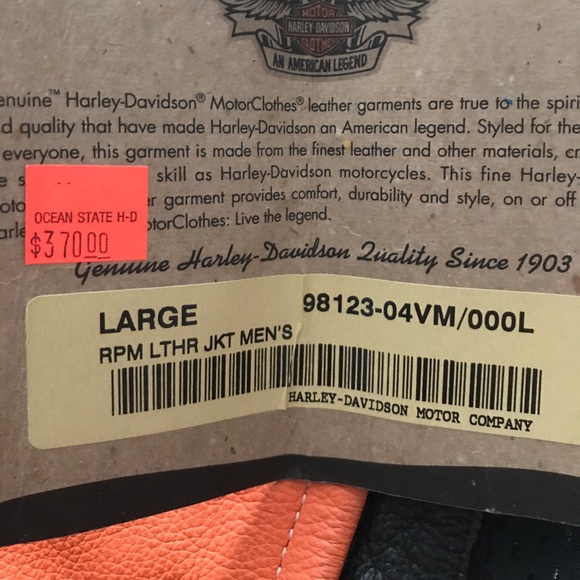 MOTOR
HARLEY-DAVIDSON
CLOTHES
AN AMERICAN LEGEND
enuine™ Harley-Davidson® MotorClothes® leather garments are true to the spiri
d quality that have made Harley-Davidson an American legend. Styled for the
everyone, this garment is made from the finest leather and other materials, cr
skill as Harley-Davidson motorcycles. This fine Harley-
garment provides comfort, durability and style, on or off
otorClothes: Live the legend.
OCEAN STATE H-D
$370.00
Genuine Harley-Davidson Quality Since 1903
LARGE 98123-04VM/000L
RPM LTHR JKT MEN'S
HARLEY-DAVIDSON MOTOR COMPANY